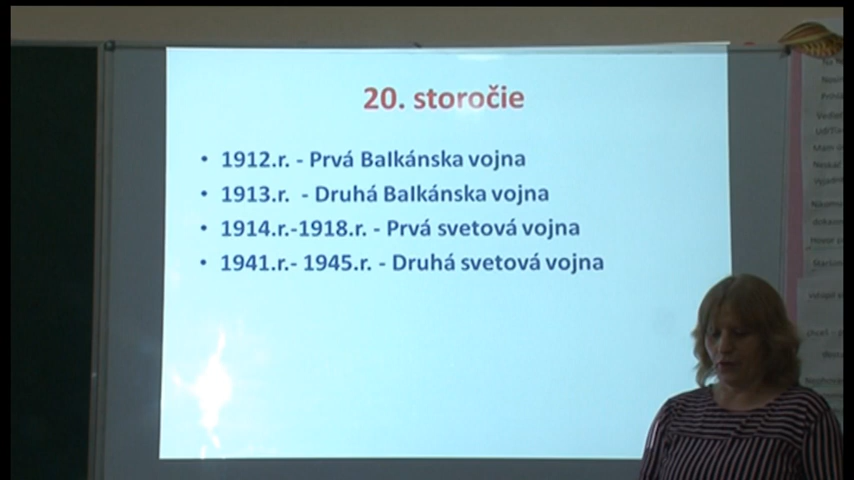 20. storočie
• 1912.r. - Prvá Balkánska vojna
• 1913.r. - Druhá Balkánska vojna
• 1914.r.-1918.r. - Prvá svetová vojna
• 1941.r.- 1945.r. - Druhá svetová vojna